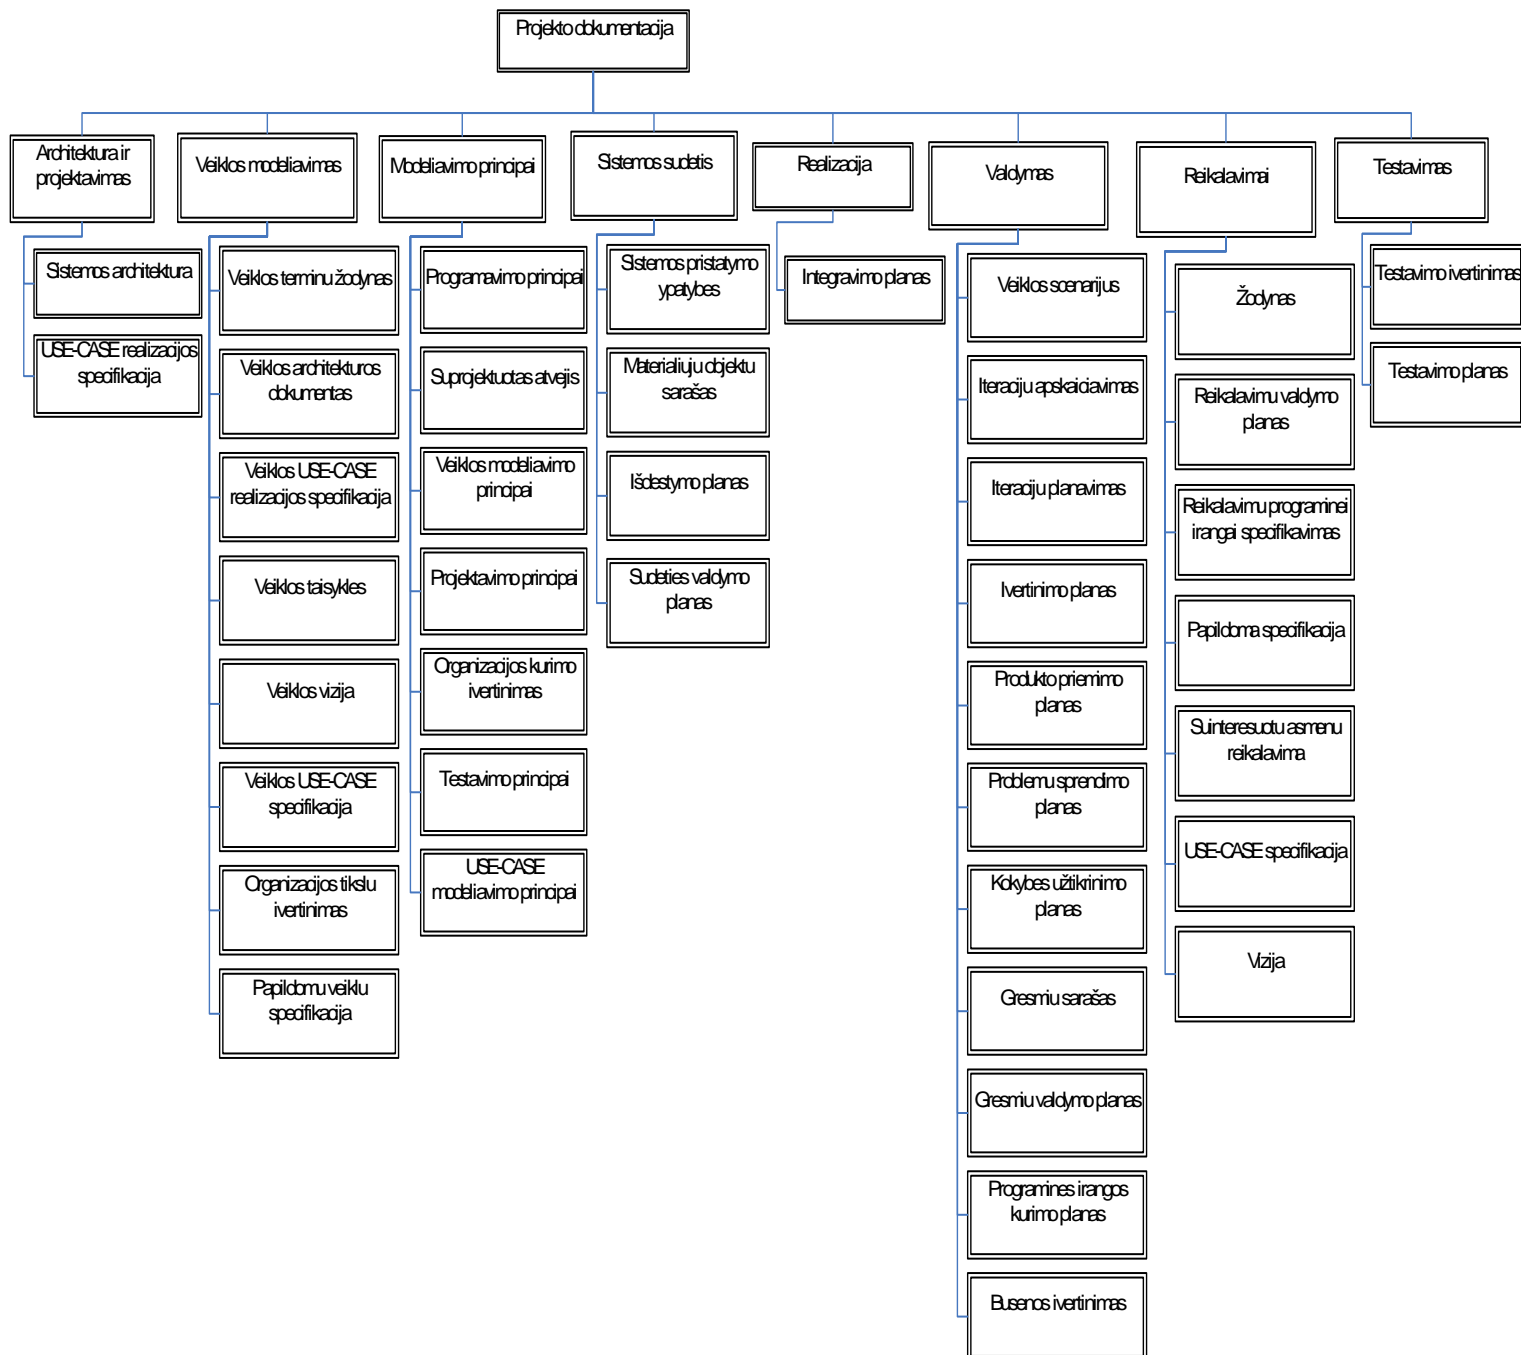 Projekto dokumentacija
Architektura ir
projektavimas
Sistemos architektura
USE-CASE realizacijos
specifikacija
Veiklos modeliavimas
Veiklos terminu žodynas
Veiklos architekturos
dokumentas
Veiklos USE-CASE
realizacijos specifikacija
Veiklos taisykles
Veiklos vizija
Veiklos USE-CASE
specifikacija
Organizacijos tikslu
ivertinimas
Papildomu veiklu
specifikacija
Modeliavimo principai
Programavimo principai
Suprojektuotas atvejis
Veiklos modeliavimo
principai
Projektavimo principai
Organizacijos kurimo
ivertinimas
Testavimo principai
USE-CASE
modeliavimo principai
Sistemos sudetis
Sistemos pristatymo
ypatybes
Materialiuju objektu
sarašas
Išdestymo planas
Sudeties valdymo
planas
Realizacija
Integravimo planas
Valdymas
Veiklos scenarijus
Iteraciju apskaiciavimas
Iteraciju planavimas
Ivertinimo planas
Produkto priemimo
planas
Problemu sprendimo
planas
Kokybes užtikrinimo
planas
Gresmiu sarašas
Gresmiu valdymo planas
Programines irangos
kurimo planas
Busenos ivertinimas
Reikalavimai
Žodynas
Reikalavimu valdymo
planas
Reikalavimu programinei
irangai specifikavimas
Papildoma specifikacija
Suinteresuotu asmenu
reikalavima
USE-CASE specifikacija
Vizija
Testavimas
Testavimo ivertinimas
Testavimo planas